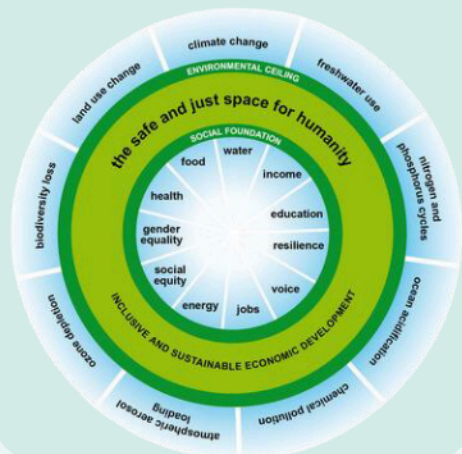 climate change
freshwater use
nitrogen and
phosphorus cycles
ocean acidification
chemical pollution
atmospheric aerosol
loading
ozone depletion
biodiversity loss
land use change
ENVIRONMENTAL CEILING
the safe and just space for humanity
SOCIAL FOUNDATION
water
income
education
resilience
voice
jobs
energy
social
equity
gender
equality
health
food
INCLUSIVE AND SUSTAINABLE ECONOMIC DEVELOPMENT